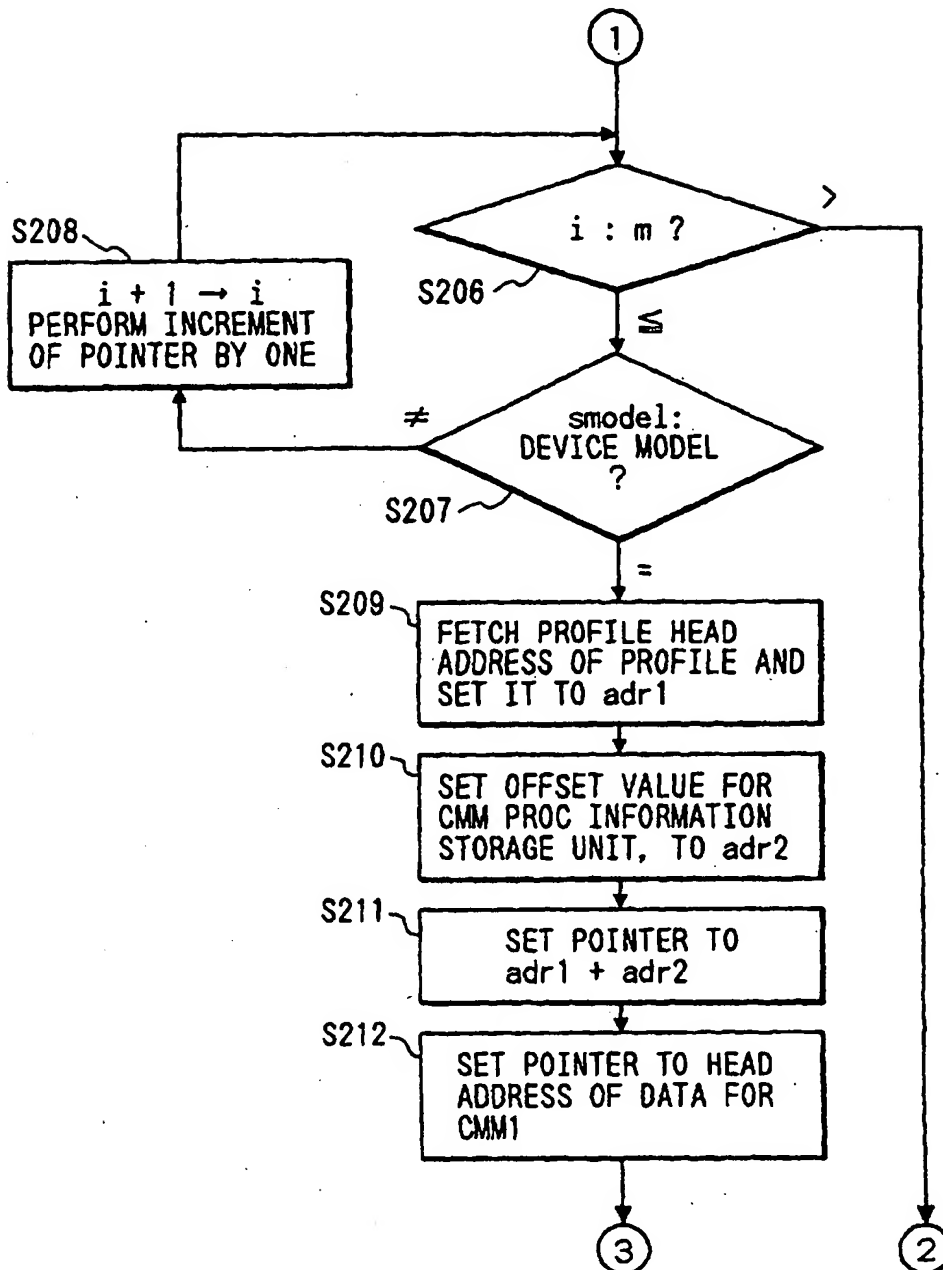 1
>
i : m ?
S206
≦
S208
i + 1 → i
PERFORM INCREMENT
OF POINTER BY ONE
≠
smodel:
DEVICE MODEL
?
S207
=
S209
FETCH PROFILE HEAD
ADDRESS OF PROFILE AND
SET IT TO adr1
S210
SET OFFSET VALUE FOR
CMM PROC INFORMATION
STORAGE UNIT, TO adr2
S211
SET POINTER TO
adr1 + adr2
S212
SET POINTER TO HEAD
ADDRESS OF DATA FOR
CMM1
3
2